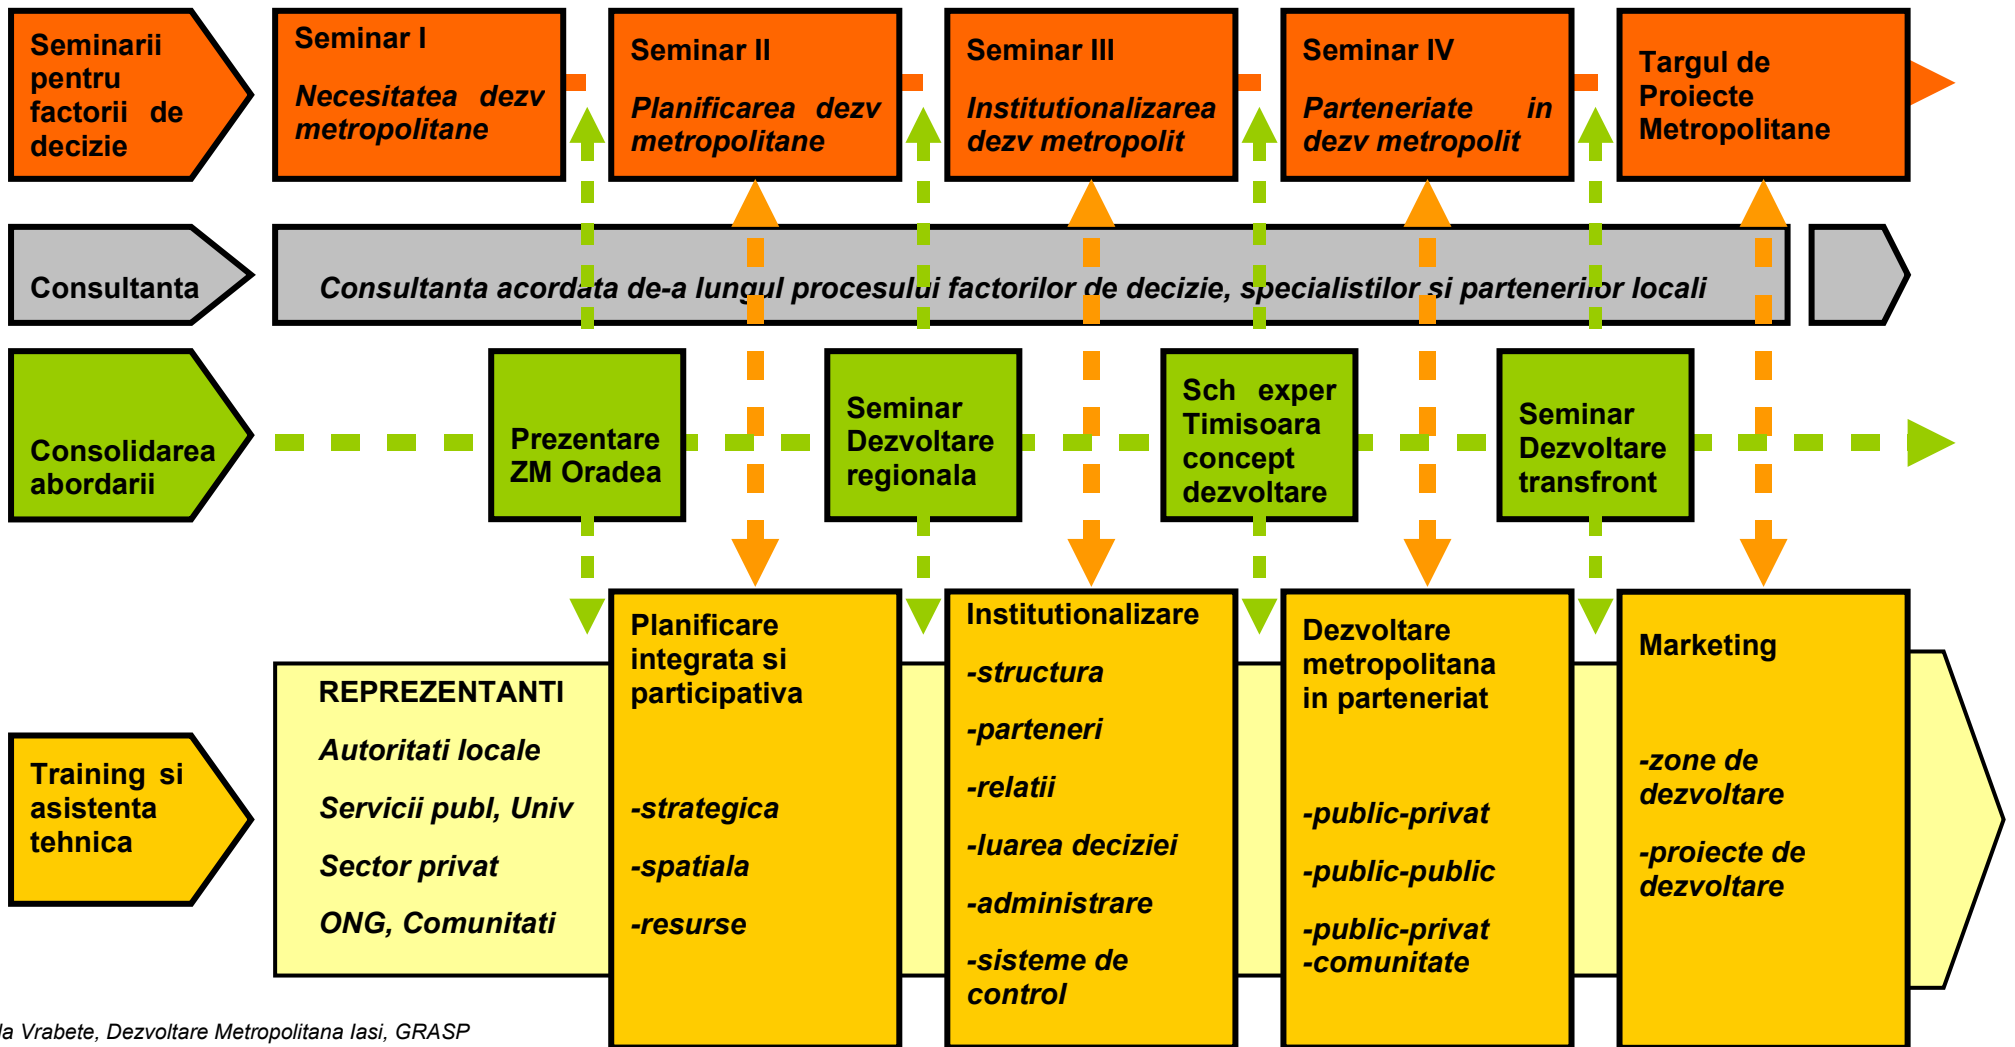 Seminarii
pentru
factorii de
decizie
Seminar I
Necesitatea dezv
metropolitane
Seminar II
Planificarea dezv
metropolitane
Seminar III
Institutionalizarea
dezv metropolit
Seminar IV
Parteneriate in
dezv metropolit
Targul de
Proiecte
Metropolitane
Consultanta
Consultanta acordata de-a lungul procesului factorilor de decizie, specialistilor si partenerilor locali
Consolidarea
abordarii
Prezentare
ZM Oradea
Seminar
Dezvoltare
regionala
Sch exper
Timisoara
concept
dezvoltare
Seminar
Dezvoltare
transfront
Training si
asistenta
tehnica
REPREZENTANTI
Autoritati locale
Servicii publ, Univ
Sector privat
ONG, Comunitati
Planificare
integrata si
participativa
-strategica
-spatiala
-resurse
Institutionalizare
-structura
-parteneri
-relatii
-luarea deciziei
-administrare
-sisteme de
control
Dezvoltare
metropolitana
in parteneriat
-public-privat
-public-public
-public-privat
-comunitate
Marketing
-zone de
dezvoltare
-proiecte de
dezvoltare
la Vrabete, Dezvoltare Metropolitana Iasi, GRASP